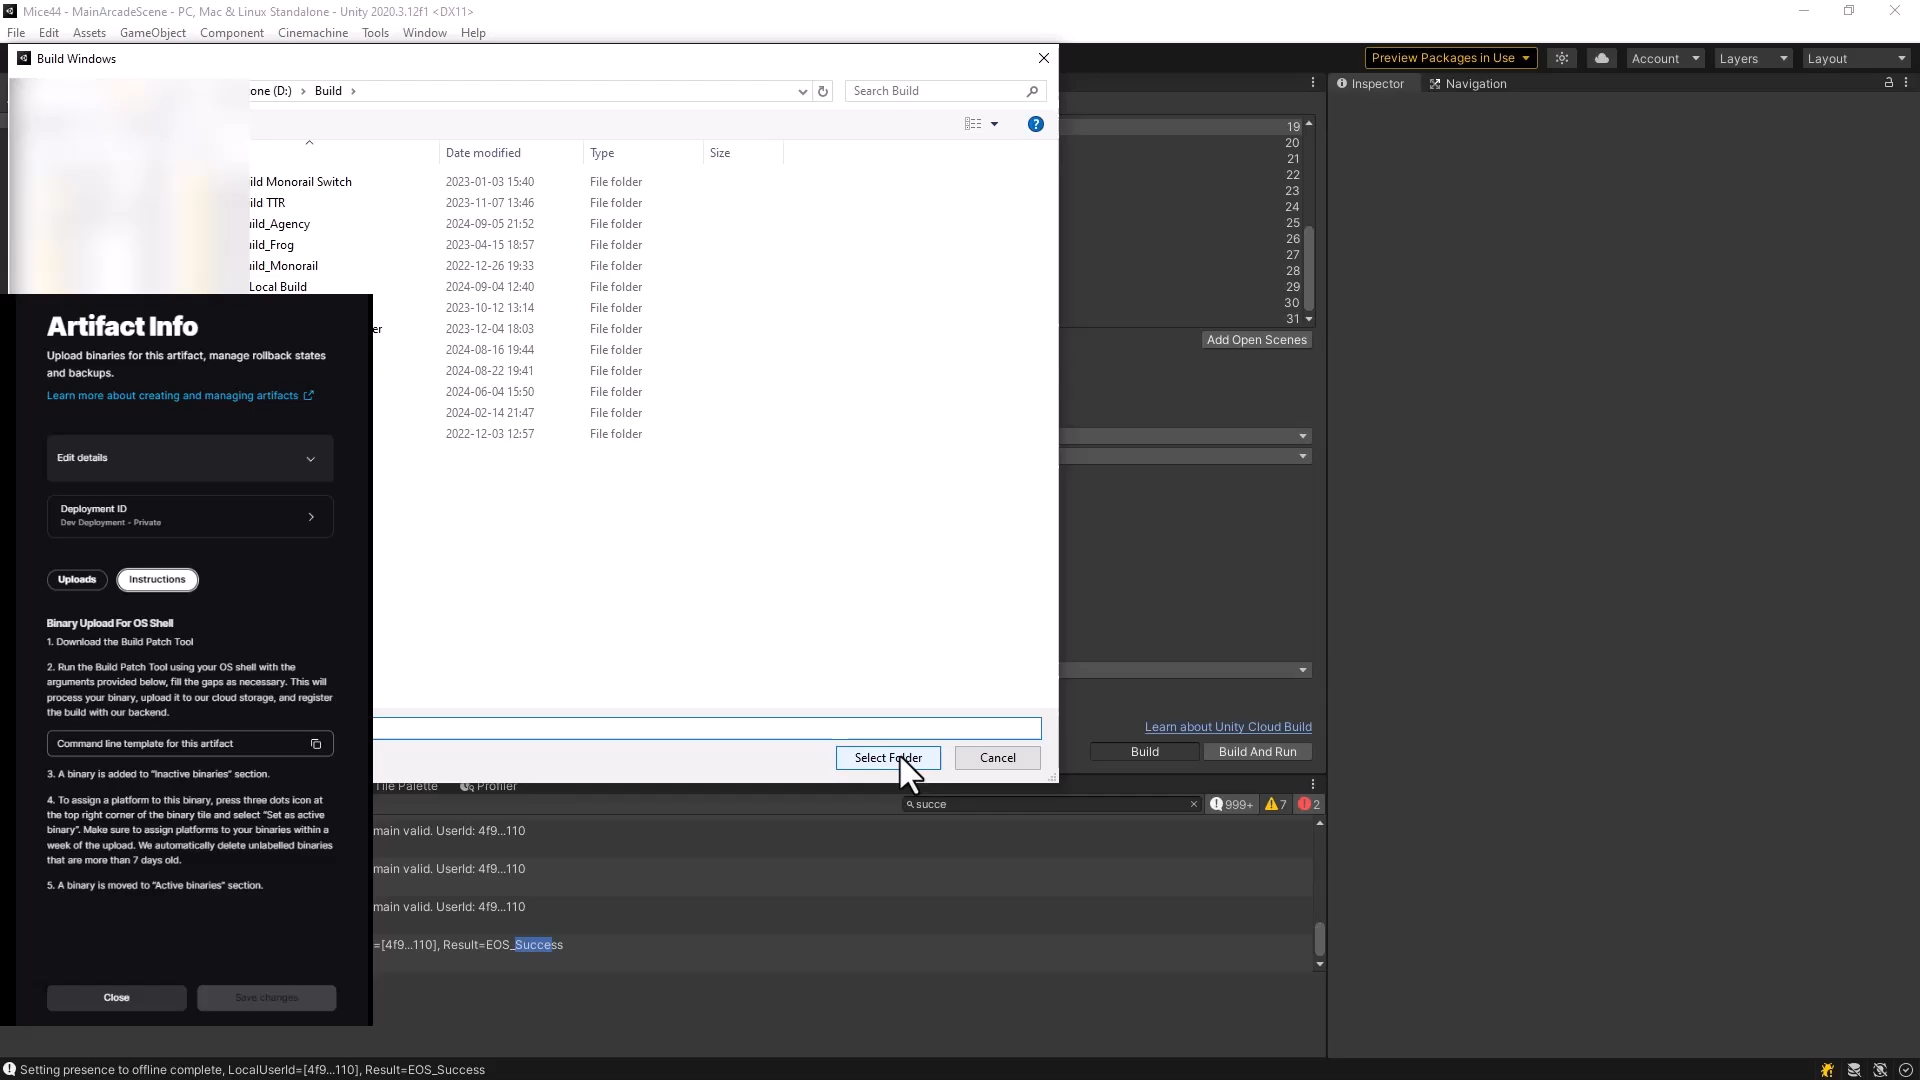 Mice44 - MainArcadeScene - PC, Mac & Linux Standalone - Unity 2020.3.12f1 <DX11>
File Edit Assets GameObject Component Cinemachine Tools Window Help
Build Windows
Preview Packages in Use Account Layers Layout
one (D:) > Build >
Search Build
Inspector Navigation
Date modified Type Size
ild Monorail Switch 2023-01-03 15:40 File folder
ild TTR 2023-11-07 13:46 File folder
ild_Agency 2024-09-05 21:52 File folder
ild_Frog 2023-04-15 18:57 File folder
ild_Monorail 2022-12-26 19:33 File folder
Local Build 2024-09-04 12:40 File folder
2023-10-12 13:14 File folder
er 2023-12-04 18:03 File folder
2024-08-16 19:44 File folder
2024-08-22 19:41 File folder
2024-06-04 15:50 File folder
2024-02-14 21:47 File folder
2022-12-03 12:57 File folder
19
20
21
22
23
24
25
26
27
28
29
30
31
Add Open Scenes
Artifact Info
Upload binaries for this artifact, manage rollback states
and backups.
Learn more about creating and managing artifacts
Edit details
Deployment ID
Dev Deployment - Private
Uploads Instructions
Binary Upload For OS Shell
1. Download the Build Patch Tool
2. Run the Build Patch Tool using your OS shell with the
arguments provided below, fill the gaps as necessary. This will
process your binary, upload it to our cloud storage, and register
the build with our backend.
Command line template for this artifact
3. A binary is added to "Inactive binaries" section.
4. To assign a platform to this binary, press three dots icon at
the top right corner of the binary tile and select "Set as active
binary". Make sure to assign platforms to your binaries within a
week of the upload. We automatically delete unlabelled binaries
that are more than 7 days old.
5. A binary is moved to "Active binaries" section.
Close Save changes
Select Folder Cancel
Learn about Unity Cloud Build
Build Build And Run
Tile Palette Profiler
succe
999+ 7 2
main valid. UserId: 4f9...110
main valid. UserId: 4f9...110
main valid. UserId: 4f9...110
=[4f9...110], Result=EOS_Success
Setting presence to offline complete, LocalUserId=[4f9...110], Result=EOS_Success